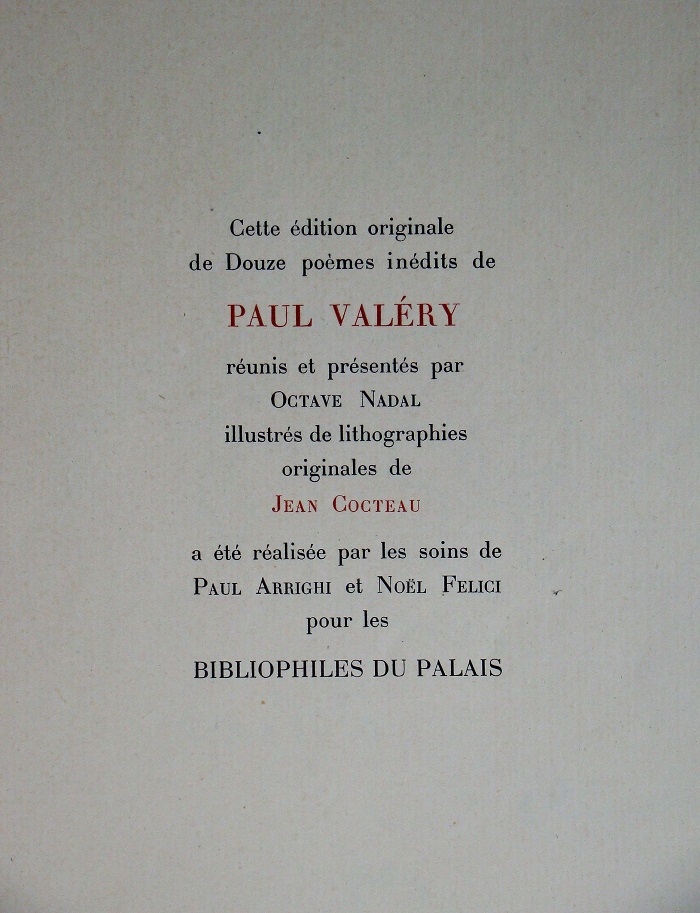 Cette édition originale
de Douze poèmes inédits de
PAUL VALÉRY
réunis et présentés par
OCTAVE NADAL
illustrés de lithographies
originales de
JEAN COCTEAU
a été réalisée par les soins de
PAUL ARRIGHI et NOËL FELICI
pour les
BIBLIOPHILES DU PALAIS